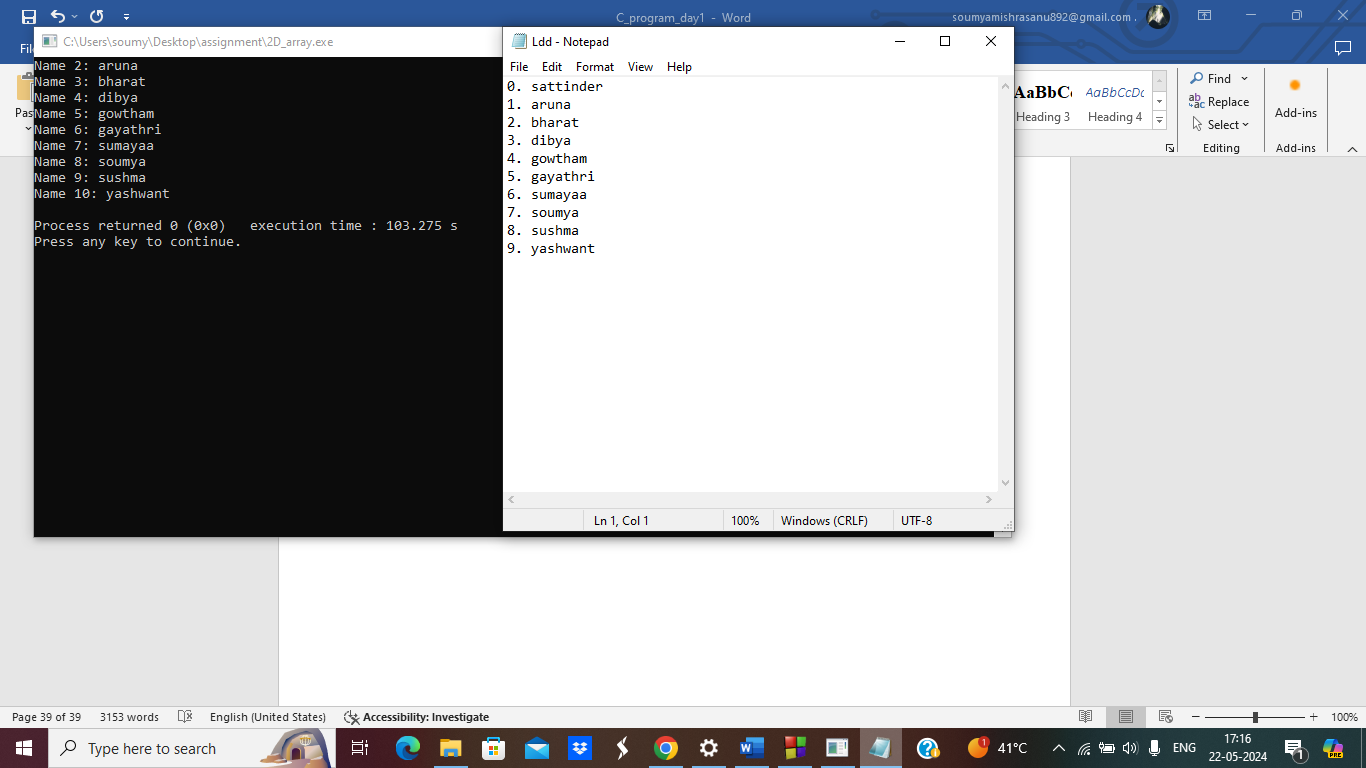 C_program_day1 - Word
soumyamishrasanu892@gmail.com .
C:\Users\soumy\Desktop\assignment\2D_array.exe
Name 2: aruna
Name 3: bharat
Name 4: dibya
Name 5: gowtham
Name 6: gayathri
Name 7: sumayaa
Name 8: soumya
Name 9: sushma
Name 10: yashwant
Process returned 0 (0x0) execution time : 103.275 s
Press any key to continue.
Ldd - Notepad
File Edit Format View Help
0. sattinder
1. aruna
2. bharat
3. dibya
4. gowtham
5. gayathri
6. sumayaa
7. soumya
8. sushma
9. yashwant
Ln 1, Col 1 100% Windows (CRLF) UTF-8
AaBbCc AaBbCcDc
Heading 3 Heading 4
Find
Replace
Select
Editing
Add-ins
Add-ins
Page 39 of 39 3153 words English (United States) Accessibility: Investigate 100%
Type here to search
41°C ENG 17:16
22-05-2024
1
1
PRE